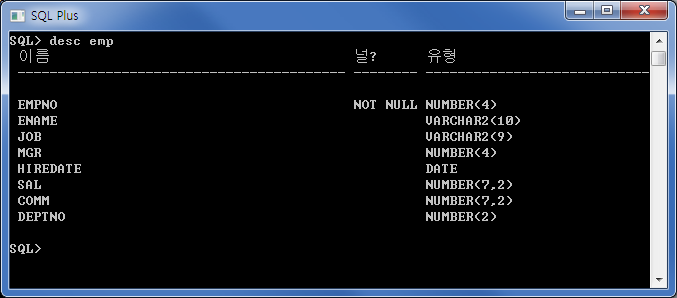 SQL Plus
SQL> desc emp
이름 널? 유형
----------------------------------------- -------- ----------------------------
EMPNO NOT NULL NUMBER(4)
ENAME VARCHAR2(10)
JOB VARCHAR2(9)
MGR NUMBER(4)
HIREDATE DATE
SAL NUMBER(7,2)
COMM NUMBER(7,2)
DEPTNO NUMBER(2)
SQL>